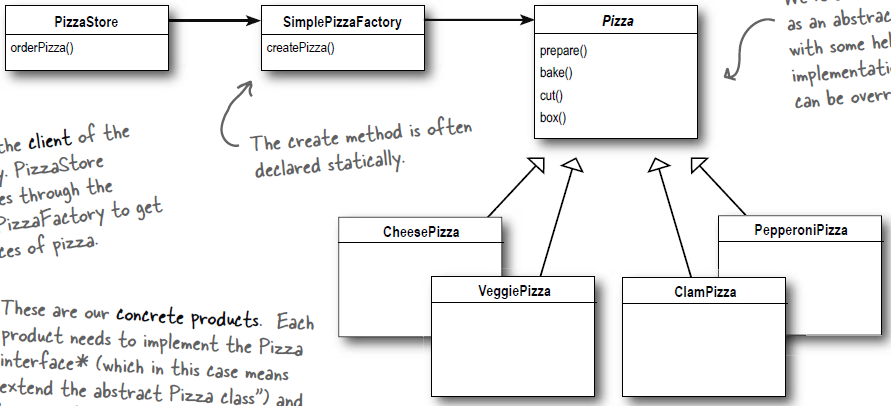 PizzaStore
orderPizza()
SimplePizzaFactory
createPizza()
Pizza
prepare()
bake()
cut()
box()
as an abstrac
with some hel
implementati
can be overr
The create method is often
declared statically.
the client of the
y. PizzaStore
es through the
PizzaFactory to get
ces of pizza.
CheesePizza
VeggiePizza
ClamPizza
PepperoniPizza
These are our concrete products. Each
product needs to implement the Pizza
interface* (which in this case means
extend the abstract Pizza class") and